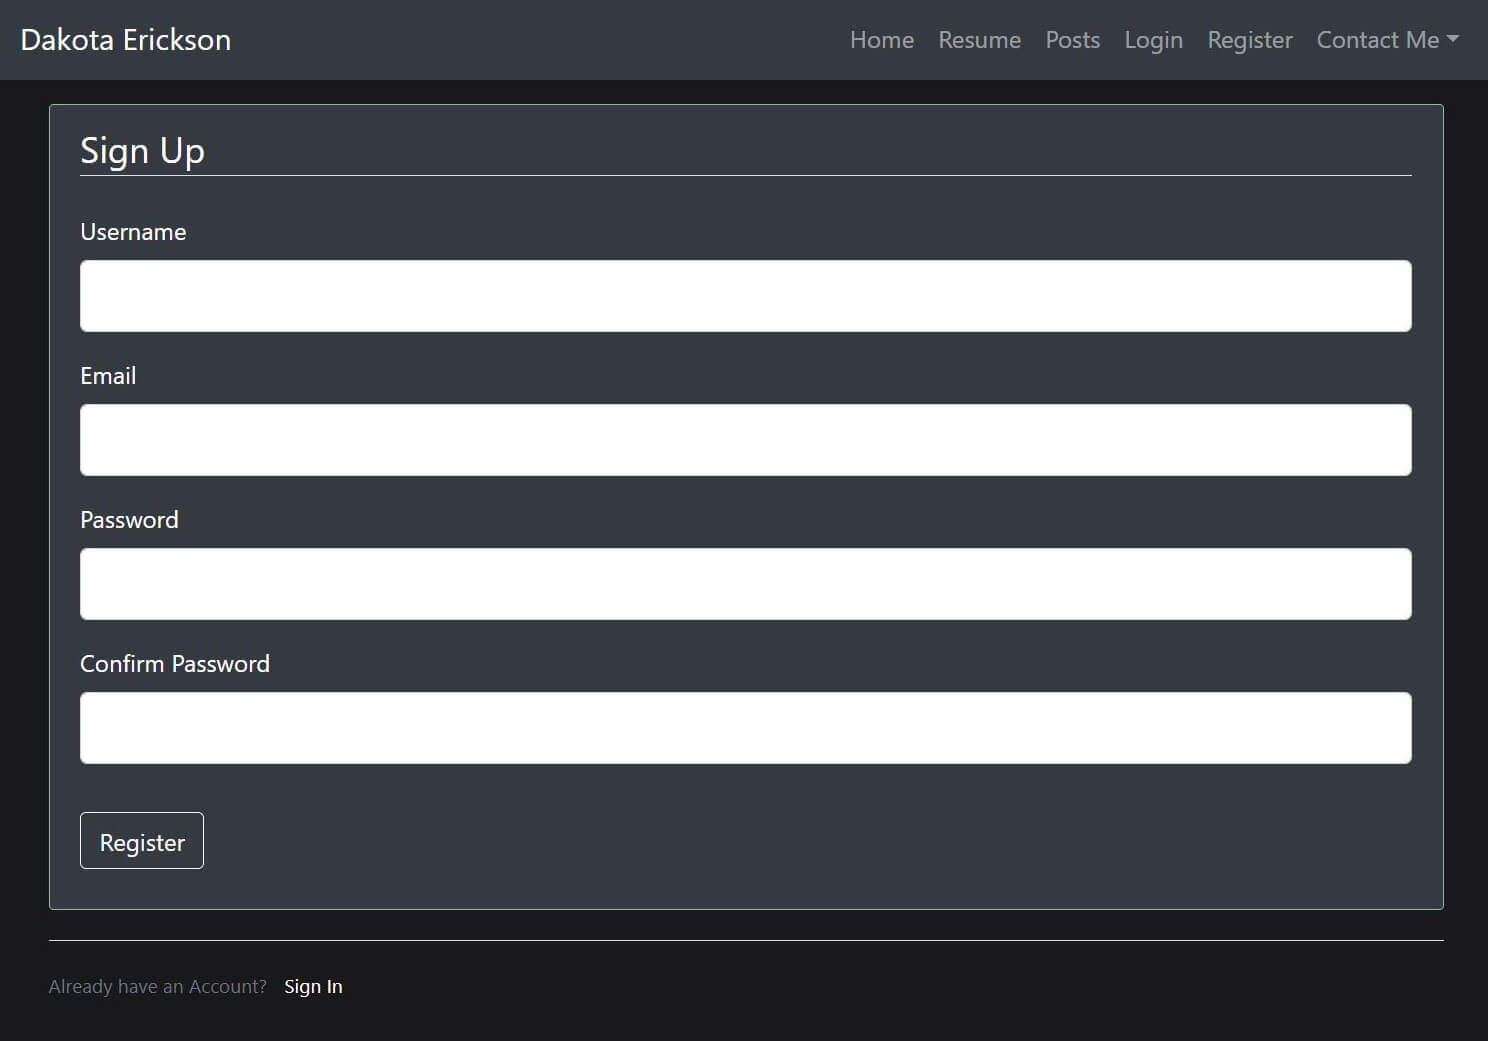 Dakota Erickson Home Resume Posts Login Register Contact Me
Sign Up
Username
Email
Password
Confirm Password
Register
Already have an Account? Sign In